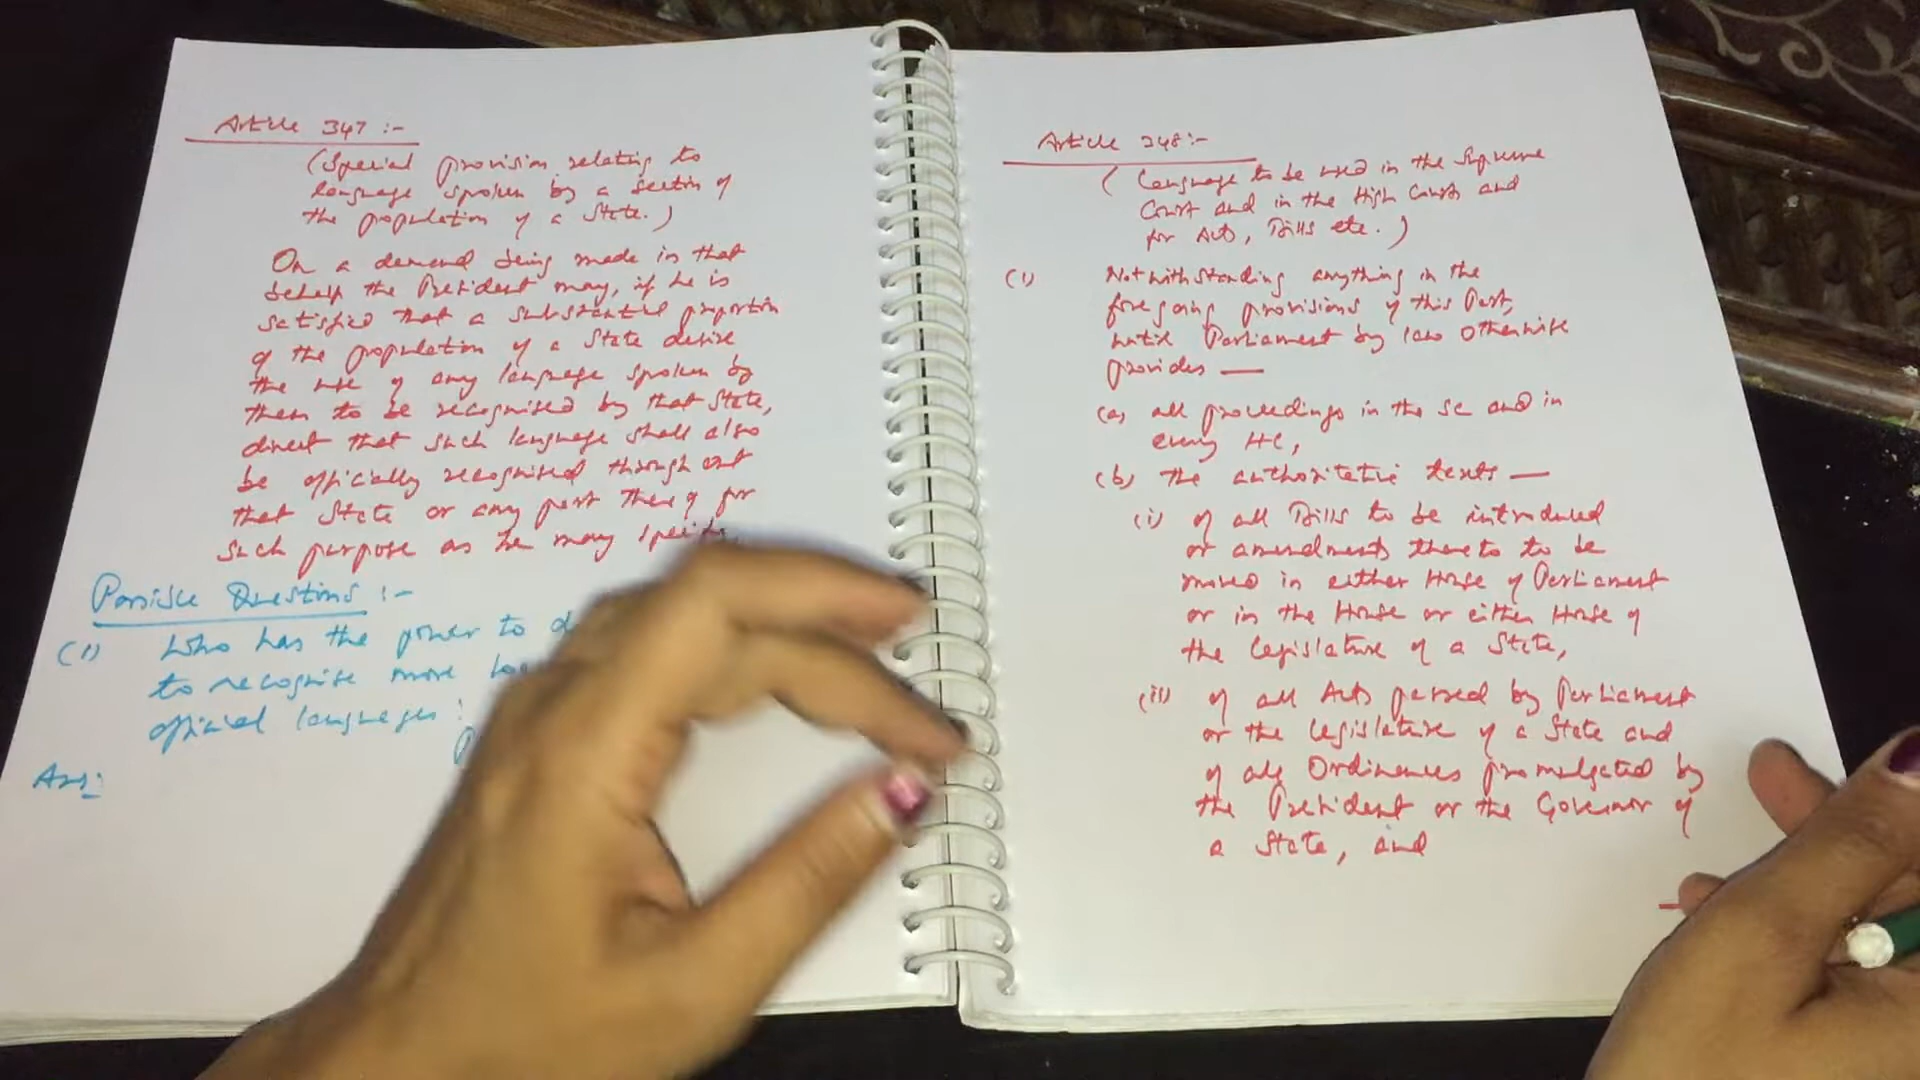 Article 347 :-
(Special provision relating to
language spoken by a section of
the population of a State.)
On a demand being made in that
behalf the President may, if he is
satisfied that a substantial proportion
of the population of a State desire
the use of any language spoken by
them to be recognised by that State,
direct that such language shall also
be officially recognised throughout
that State or any part thereof for
such purpose as he may specify.
Possible Questions :-
(1) Who has the power to
to recognise more
official languages?
Ans:
Article 348:-
(Language to be used in the Supreme
Court and in the High Courts and
for Acts, Bills etc.)
(1) Notwithstanding anything in the
foregoing provisions of this Part,
until Parliament by law otherwise
provides —
(a) all proceedings in the SC and in
every HC,
(b) the authoritative texts —
(i) of all Bills to be introduced
or amendments thereto to be
moved in either House of Parliament
or in the House or either House of
the legislature of a State,
(ii) of all Acts passed by Parliament
or the legislature of a State and
of all Ordinances promulgated by
the President or the Governor of
a State, and